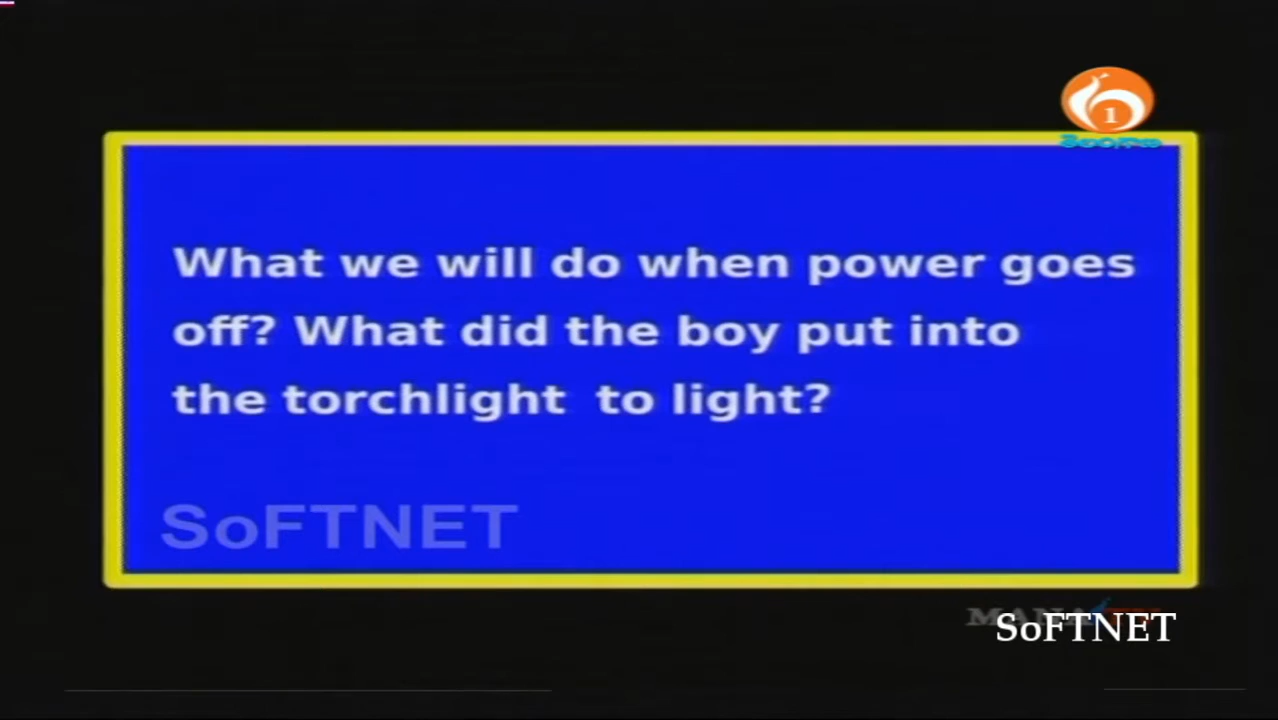 1
What we will do when power goes
off? What did the boy put into
the torchlight to light?
SoFTNET
SoFTNET